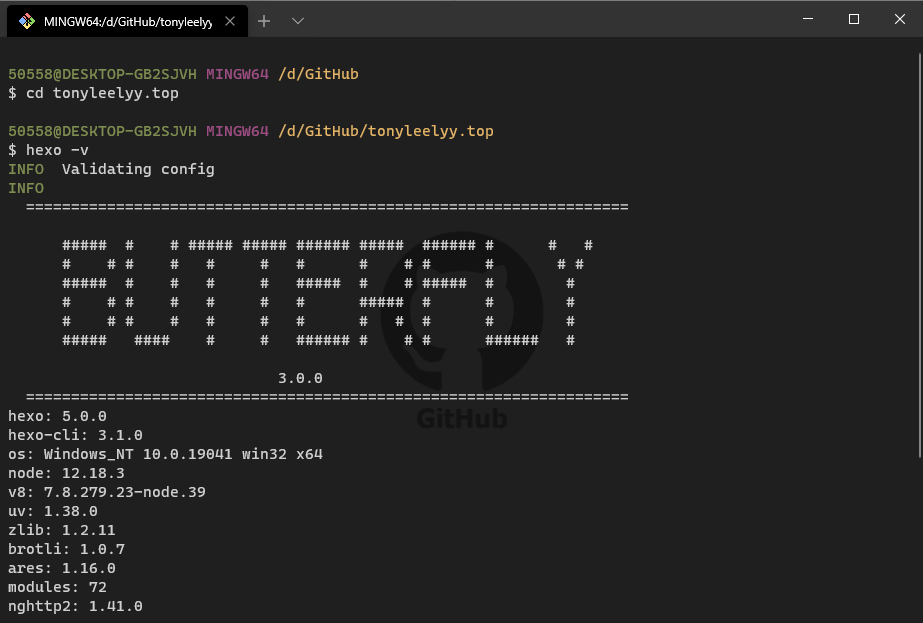 MINGW64:/d/GitHub/tonyleelyy
50558@DESKTOP-GB2SJVH MINGW64 /d/GitHub
$ cd tonyleelyy.top
50558@DESKTOP-GB2SJVH MINGW64 /d/GitHub/tonyleelyy.top
$ hexo -v
INFO  Validating config
INFO
  ===================================================================
      #####  #    # ##### ##### ###### #####  ###### #      #   #
      #    # #    #   #     #   #      #    # #      #       # #
      #####  #    #   #     #   #####  #    # #####  #        #
      #    # #    #   #     #   #      #####  #      #        #
      #    # #    #   #     #   #      #   #  #      #        #
      #####   ####    #     #   ###### #    # #      ######   #
                              3.0.0
  ===================================================================
GitHub
hexo: 5.0.0
hexo-cli: 3.1.0
os: Windows_NT 10.0.19041 win32 x64
node: 12.18.3
v8: 7.8.279.23-node.39
uv: 1.38.0
zlib: 1.2.11
brotli: 1.0.7
ares: 1.16.0
modules: 72
nghttp2: 1.41.0